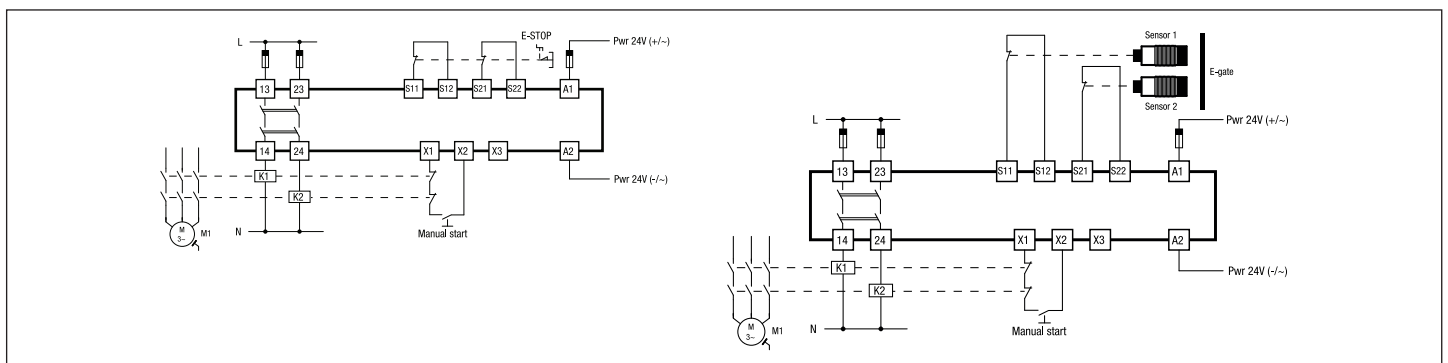 E-STOP
L
Pwr 24V (+/~)
13 23 S11 S12 S21 S22 A1
14 24 X1 X2 X3 A2
K1
Pwr 24V (-/~)
K2
M
3~
M1
N
Manual start
Sensor 1
E-gate
Sensor 2
L
Pwr 24V (+/~)
13 23 S11 S12 S21 S22 A1
14 24 X1 X2 X3 A2
K1
Pwr 24V (-/~)
K2
M
3~
M1
N
Manual start